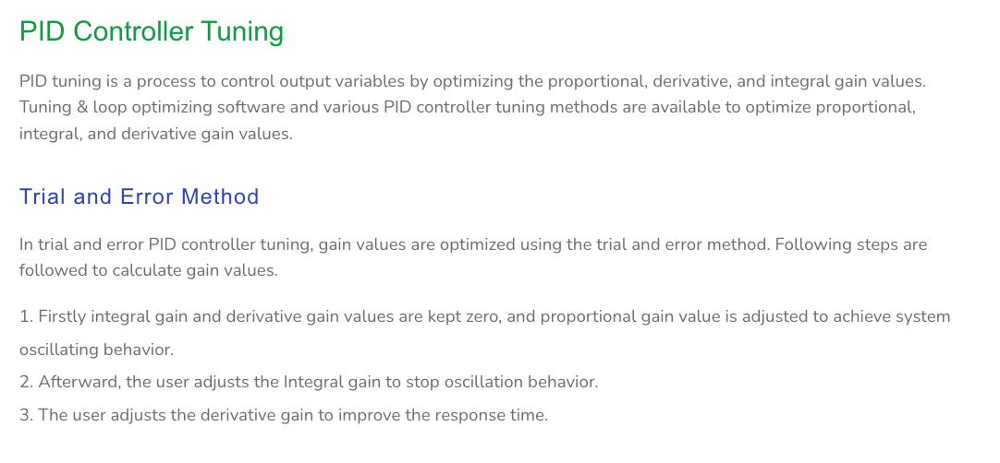 PID Controller Tuning
PID tuning is a process to control output variables by optimizing the proportional, derivative, and integral gain values.
Tuning & loop optimizing software and various PID controller tuning methods are available to optimize proportional,
integral, and derivative gain values.
Trial and Error Method
In trial and error PID controller tuning, gain values are optimized using the trial and error method. Following steps are
followed to calculate gain values.
1. Firstly integral gain and derivative gain values are kept zero, and proportional gain value is adjusted to achieve system
oscillating behavior.
2. Afterward, the user adjusts the Integral gain to stop oscillation behavior.
3. The user adjusts the derivative gain to improve the response time.